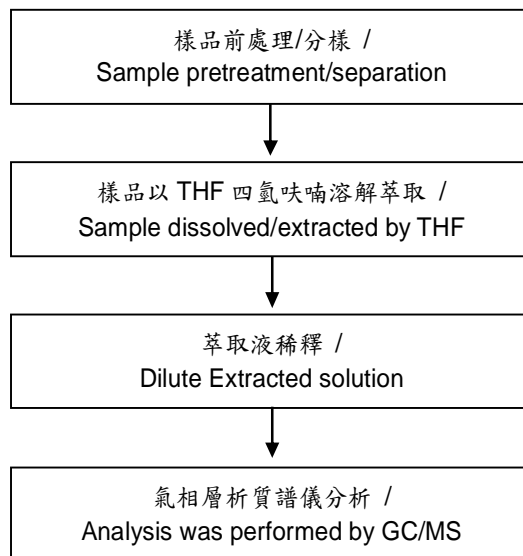 樣品前處理/分樣 /
Sample pretreatment/separation
樣品以 THF 四氫呋喃溶解萃取 /
Sample dissolved/extracted by THF
萃取液稀釋 /
Dilute Extracted solution
氣相層析質譜儀分析 /
Analysis was performed by GC/MS